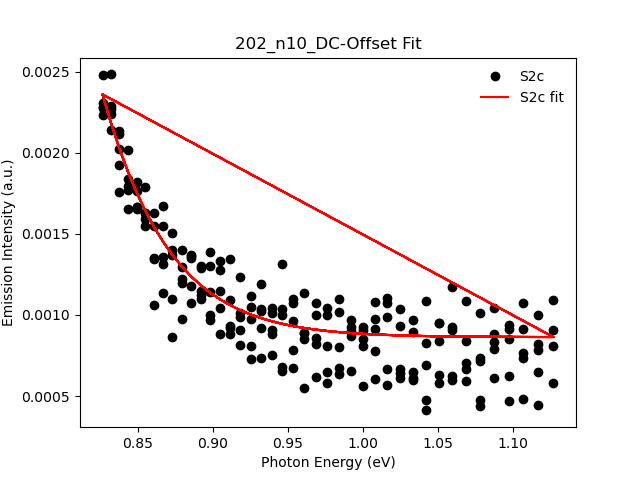 202_n10_DC-Offset Fit
S2c
S2c fit
0.0025
0.0020
0.0015
0.0010
0.0005
Emission Intensity (a.u.)
0.85
0.90
0.95
1.00
1.05
1.10
Photon Energy (eV)